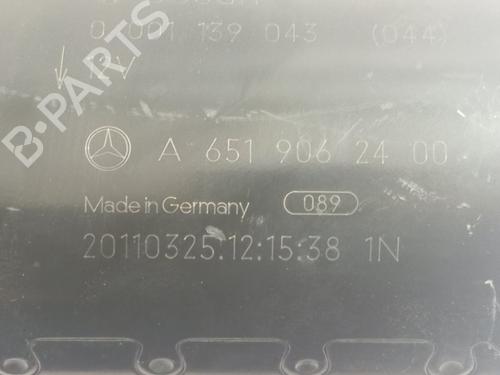 0 001 139 043 (044)
12V
A 651 906 24 00
Made in Germany 089
20110325.12:15:38 1N
B-PARTS